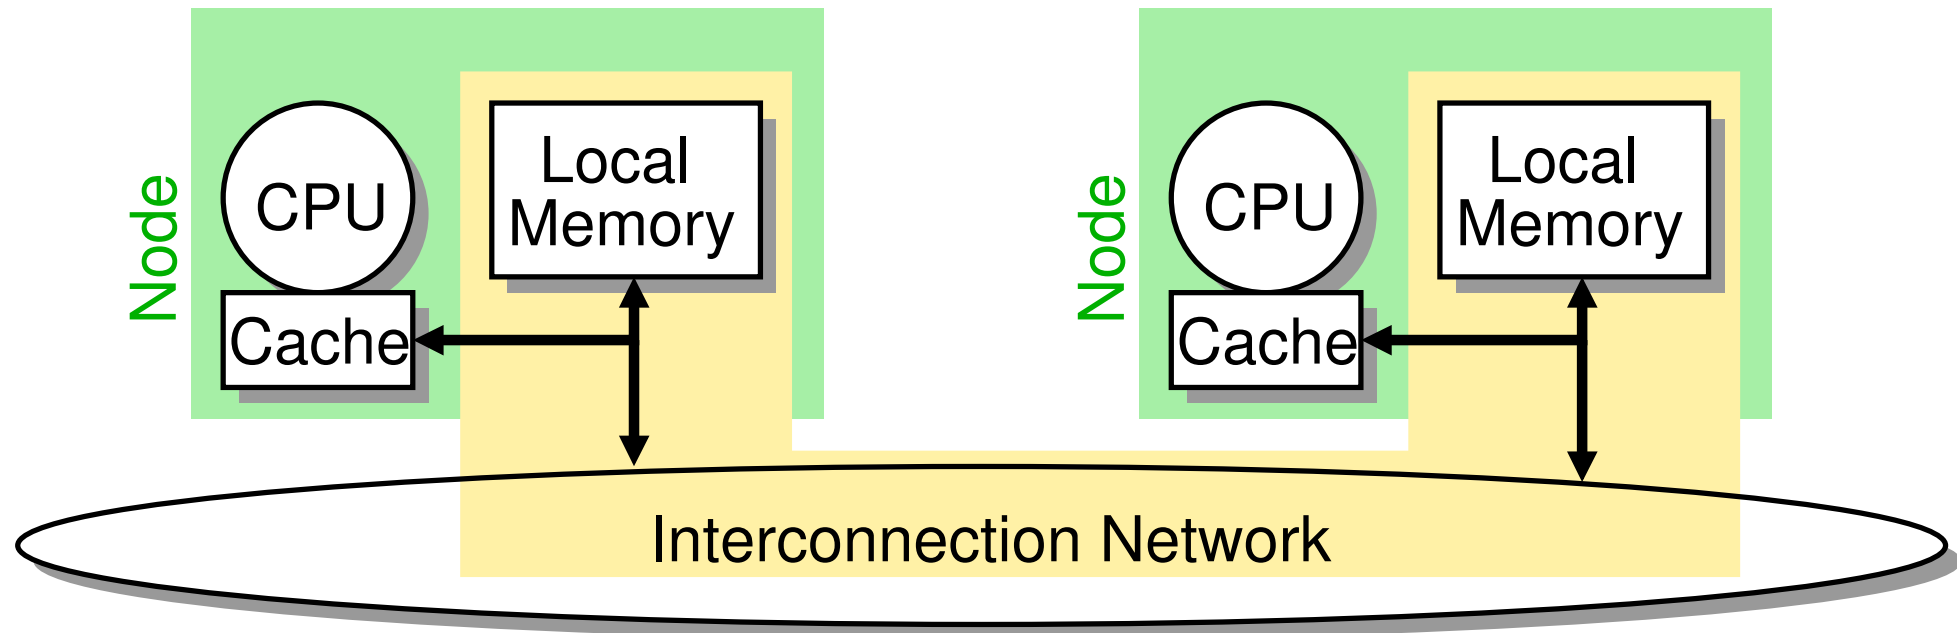 Node
CPU
Local
Memory
Cache
Node
CPU
Local
Memory
Cache
Interconnection Network